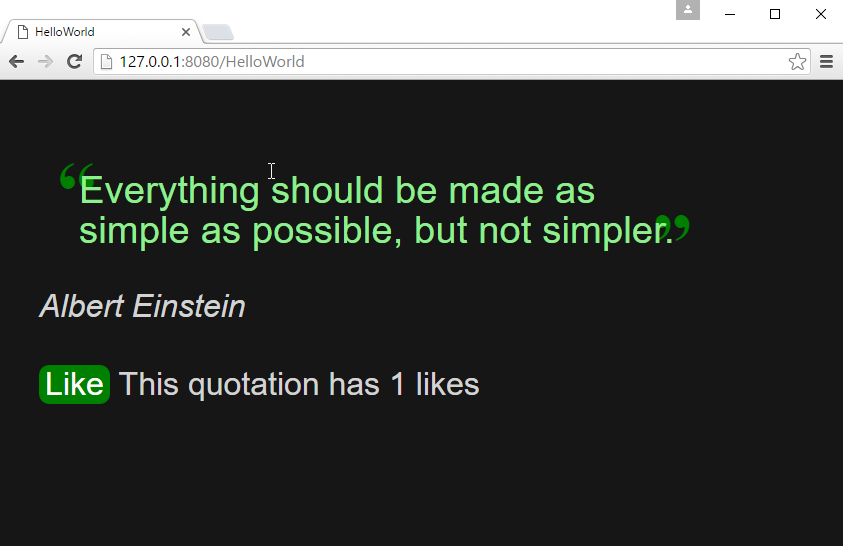 HelloWorld
127.0.0.1:8080/HelloWorld
“Everything should be made as
simple as possible, but not simpler.”
Albert Einstein
Like This quotation has 1 likes